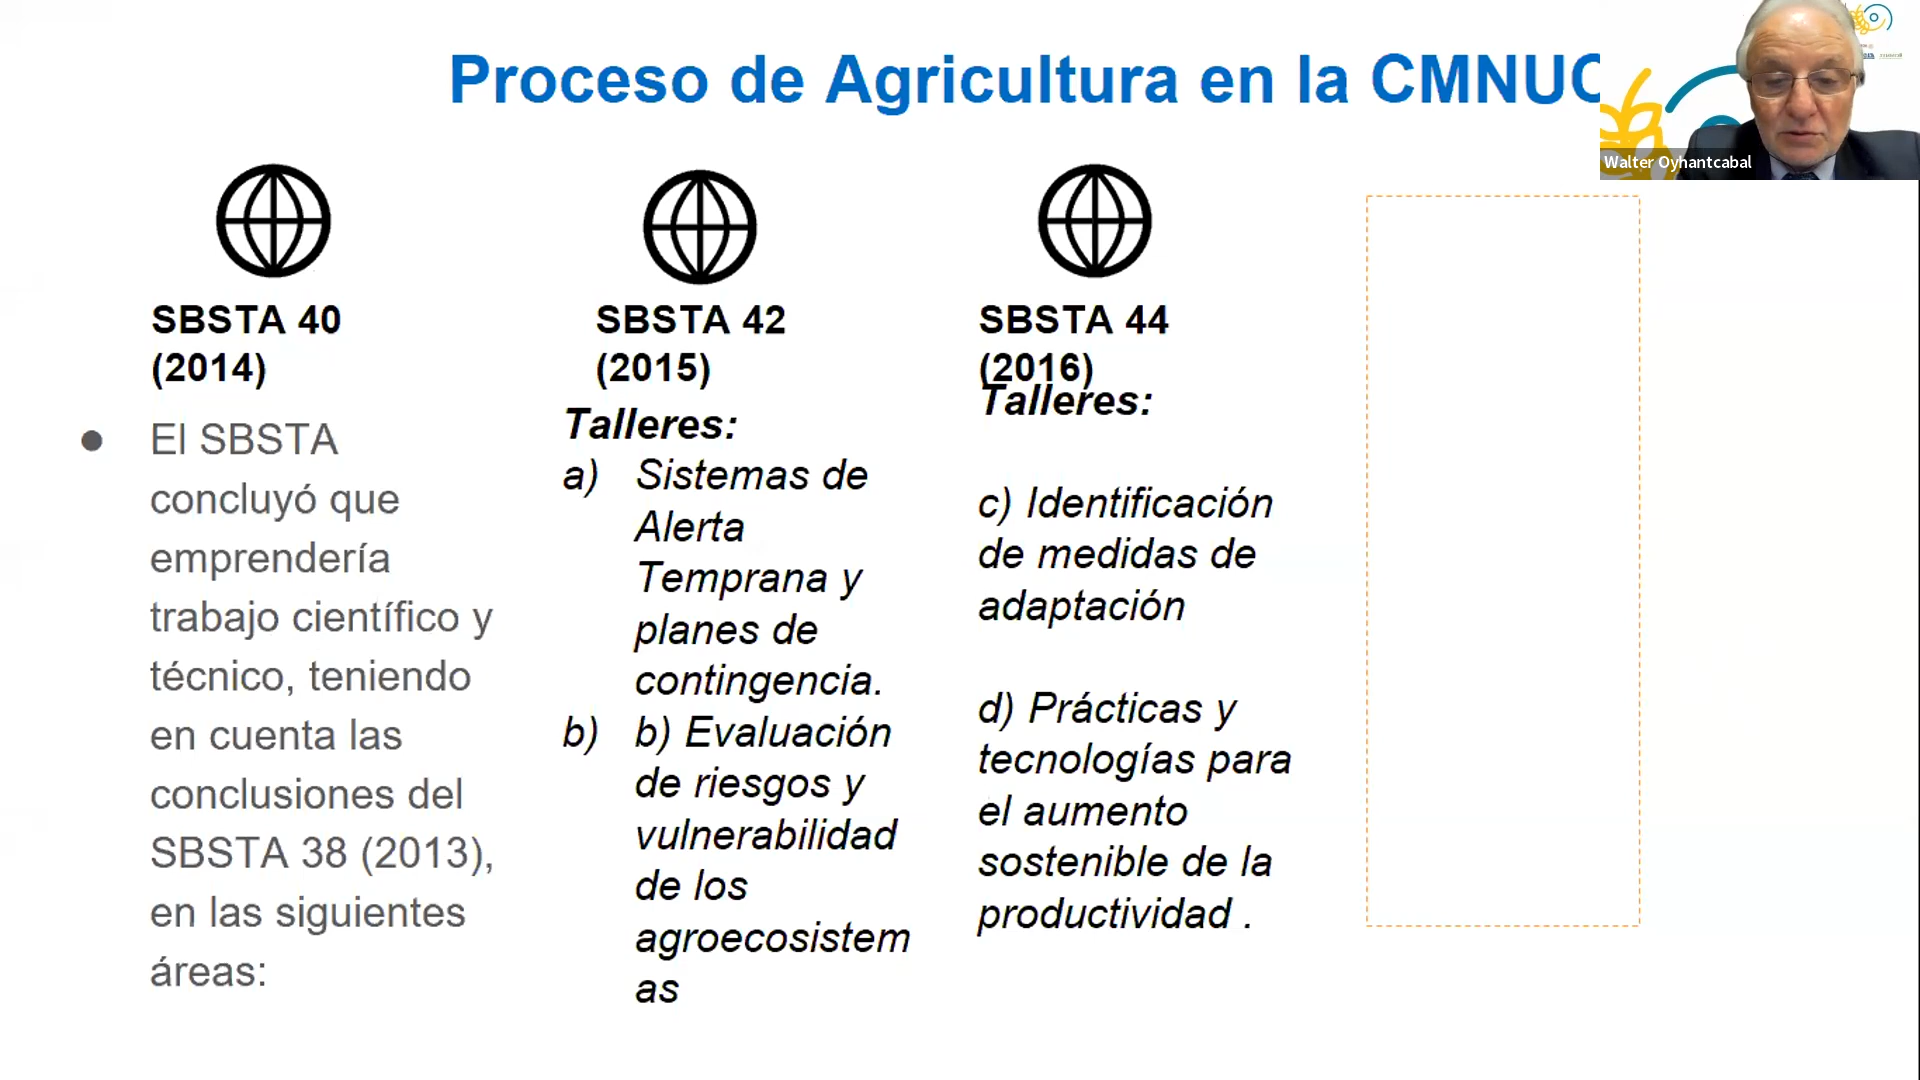 Proceso de Agricultura en la CMNUC
Walter Oyhantcabal
SBSTA 40
(2014)
● El SBSTA
concluyó que
emprendería
trabajo científico y
técnico, teniendo
en cuenta las
conclusiones del
SBSTA 38 (2013),
en las siguientes
áreas:
SBSTA 42
(2015)
Talleres:
a) Sistemas de
Alerta
Temprana y
planes de
contingencia.
b) b) Evaluación
de riesgos y
vulnerabilidad
de los
agroecosistem
as
SBSTA 44
(2016)
Talleres:
c) Identificación
de medidas de
adaptación
d) Prácticas y
tecnologías para
el aumento
sostenible de la
productividad .